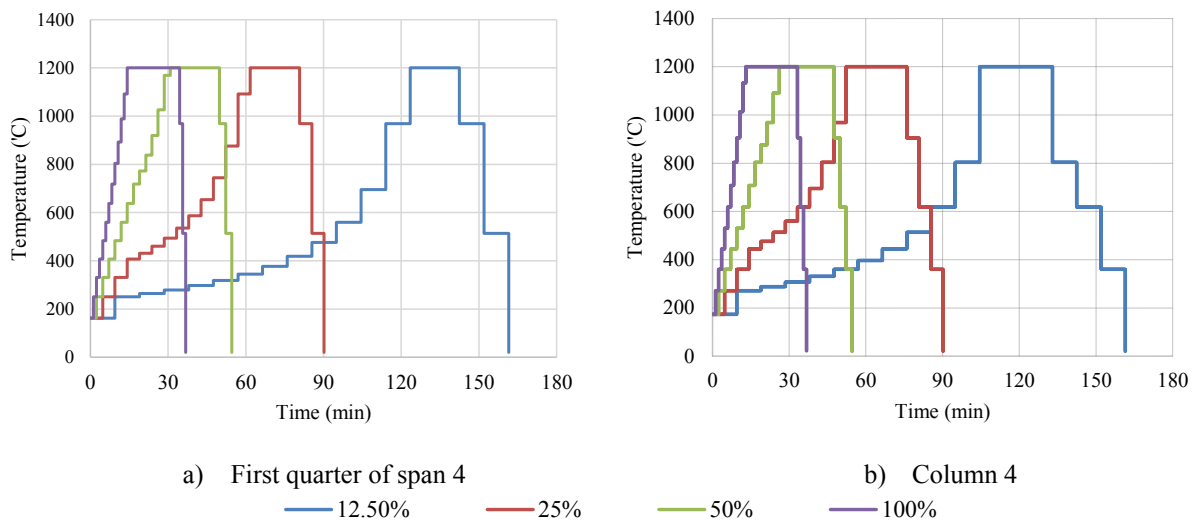 1400
1200
1000
800
600
400
200
0
Temperature ('C)
0 30 60 90 120 150 180
Time (min)
a) First quarter of span 4
1400
1200
1000
800
600
400
200
0
Temperature ('C)
0 30 60 90 120 150 180
Time (min)
b) Column 4
12.50% 25% 50% 100%